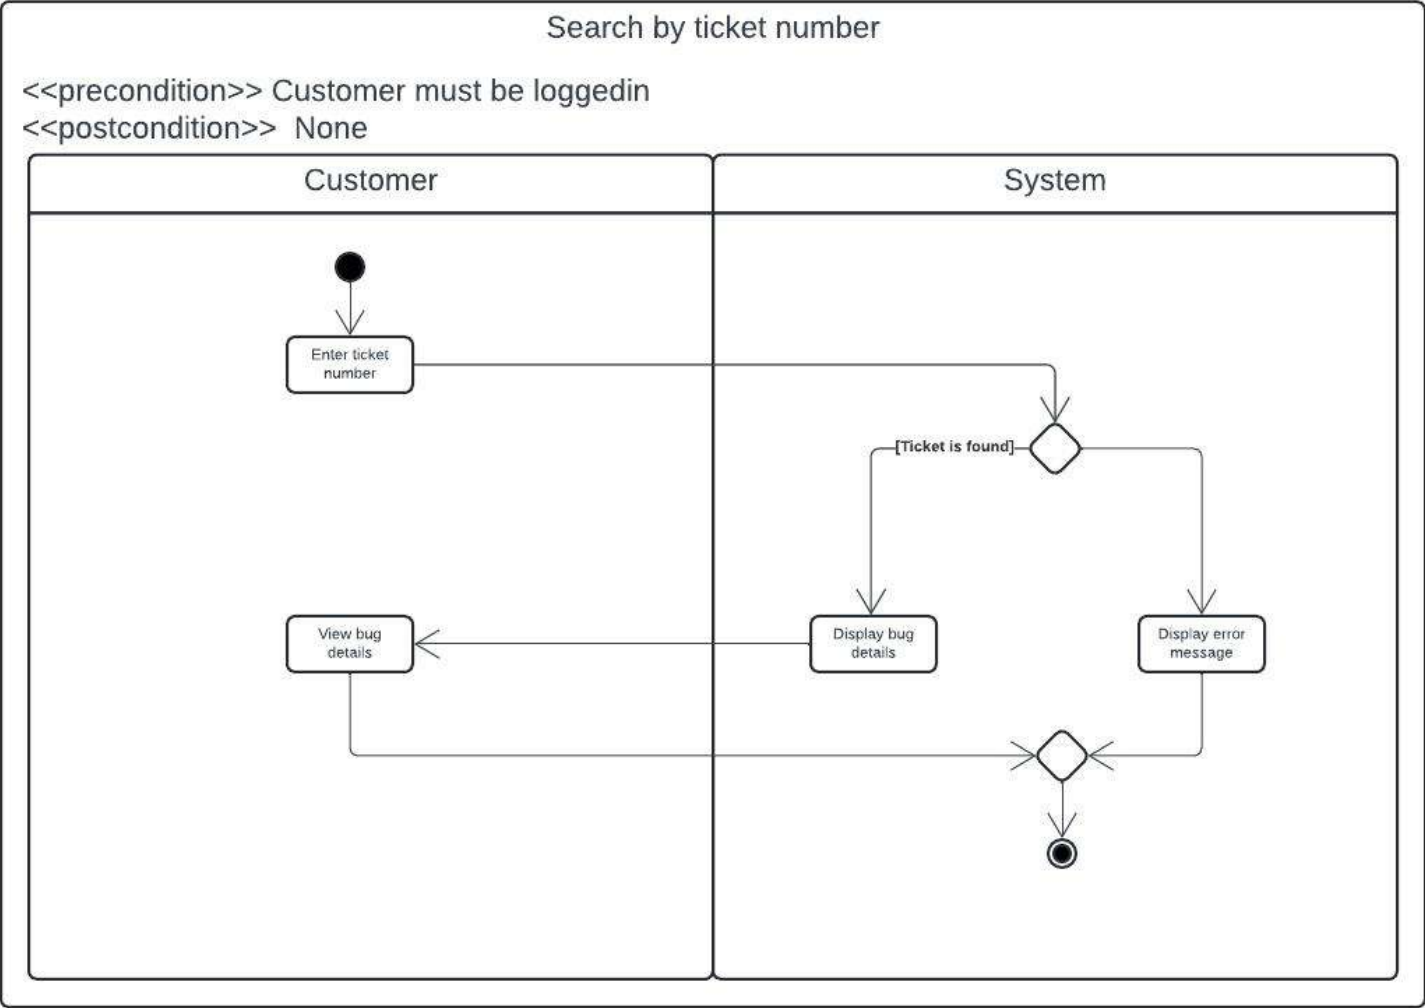 Search by ticket number
<<precondition>> Customer must be loggedin
<<postcondition>> None
Customer
System
Enter ticket
number
[Ticket is found]
View bug
details
Display bug
details
Display error
message